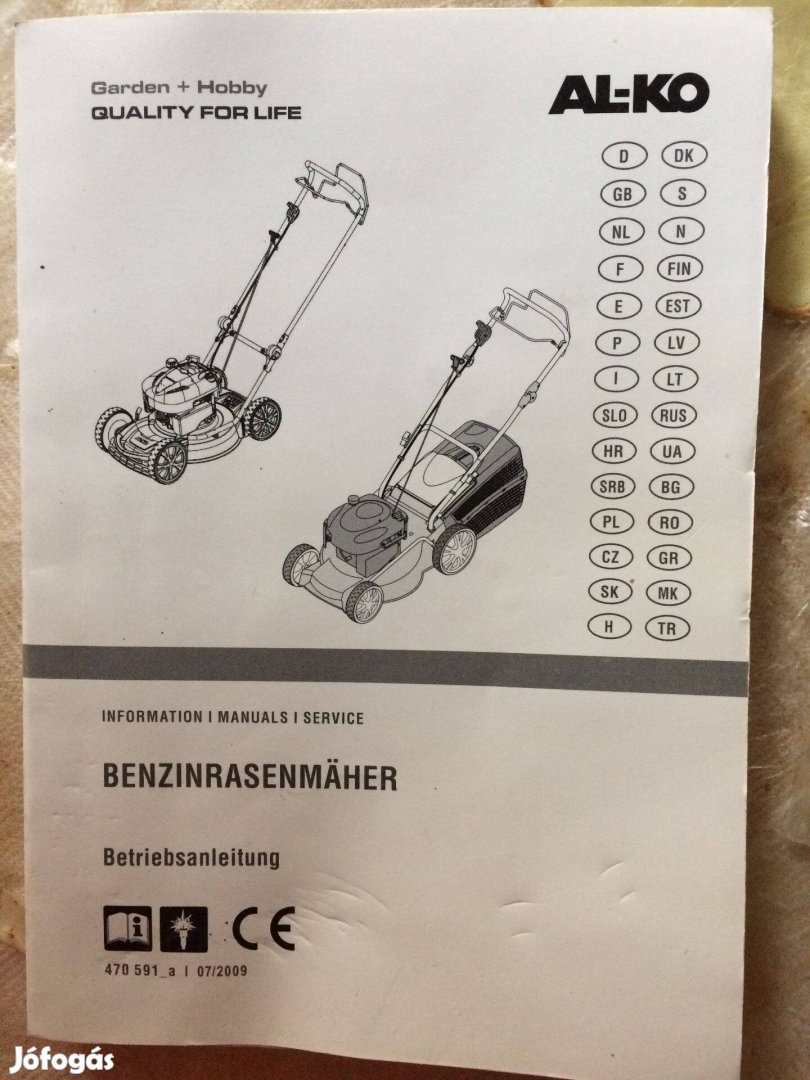 Garden + Hobby
QUALITY FOR LIFE
AL-KO
D DK
GB S
NL N
F FIN
E EST
P LV
I LT
SLO RUS
HR UA
SRB BG
PL RO
CZ GR
SK MK
H TR
INFORMATION I MANUALS I SERVICE
BENZINRASENMÄHER
Betriebsanleitung
i CE
470 591_a I 07/2009
Jófogás